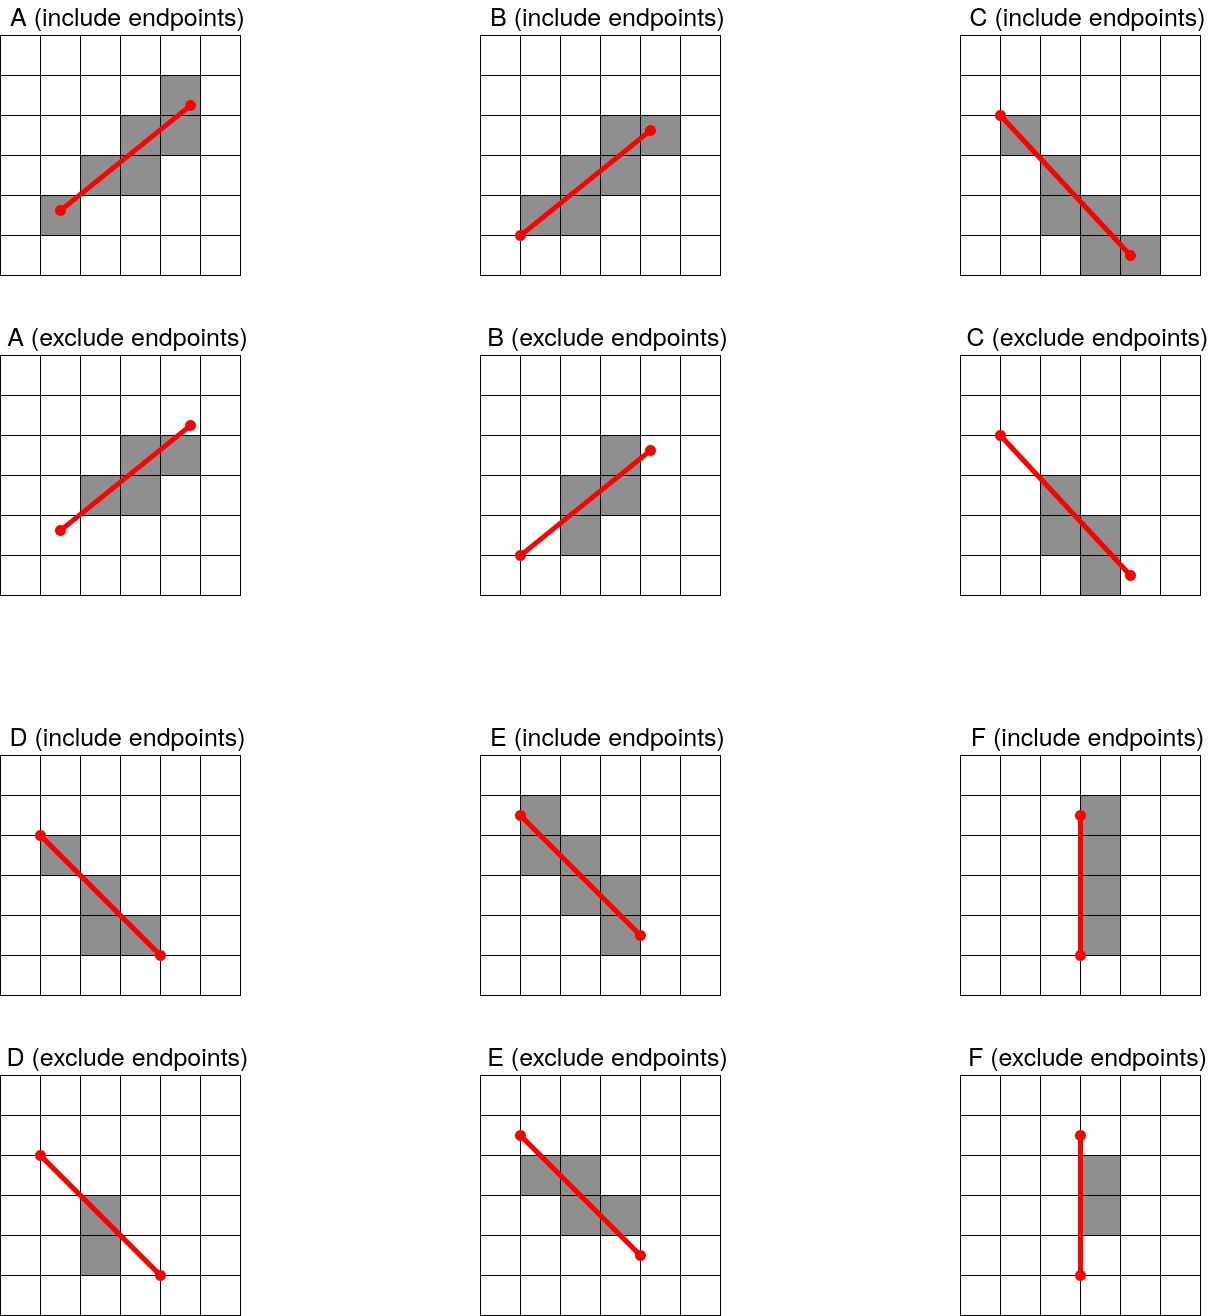 A (include endpoints)
B (include endpoints)
C (include endpoints)
A (exclude endpoints)
B (exclude endpoints)
C (exclude endpoints)
D (include endpoints)
E (include endpoints)
F (include endpoints)
D (exclude endpoints)
E (exclude endpoints)
F (exclude endpoints)